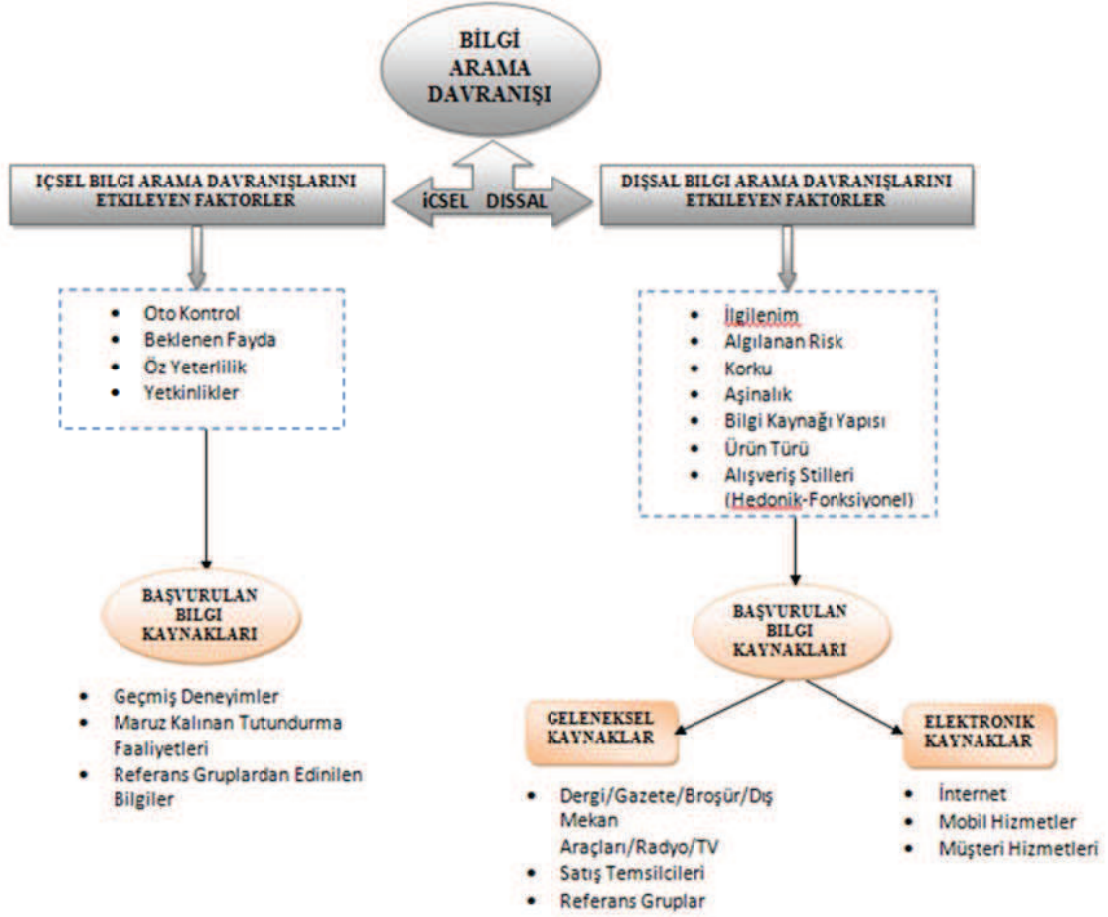 BİLGİ
ARAMA
DAVRANIŞI
IÇSEL BILGI ARAMA DAVRANIŞLARINI
ETKILEYEN FAKTORLER
İÇSEL DISSAL
DIŞSAL BILGI ARAMA DAVRANIŞLARINI
ETKILEYEN FAKTORLER
• Oto Kontrol
• Beklenen Fayda
• Öz Yeterlilik
• Yetkinlikler
• İlgilenim
• Algılanan Risk
• Korku
• Aşinalık
• Bilgi Kaynağı Yapısı
• Ürün Türü
• Alışveriş Stilleri
(Hedonik-Fonksiyonel)
BAŞVURULAN
BILGI
KAYNAKLARI
• Geçmiş Deneyimler
• Maruz Kalınan Tutundurma
Faaliyetleri
• Referans Gruplardan Edinilen
Bilgiler
BAŞVURULAN
BILGI
KAYNAKLARI
GELENEKSEL
KAYNAKLAR
• Dergi/Gazete/Broşür/Dış
Mekan
Araçları/Radyo/TV
• Satış Temsilcileri
• Referans Gruplar
ELEKTRONIK
KAYNAKLAR
• İnternet
• Mobil Hizmetler
• Müşteri Hizmetleri